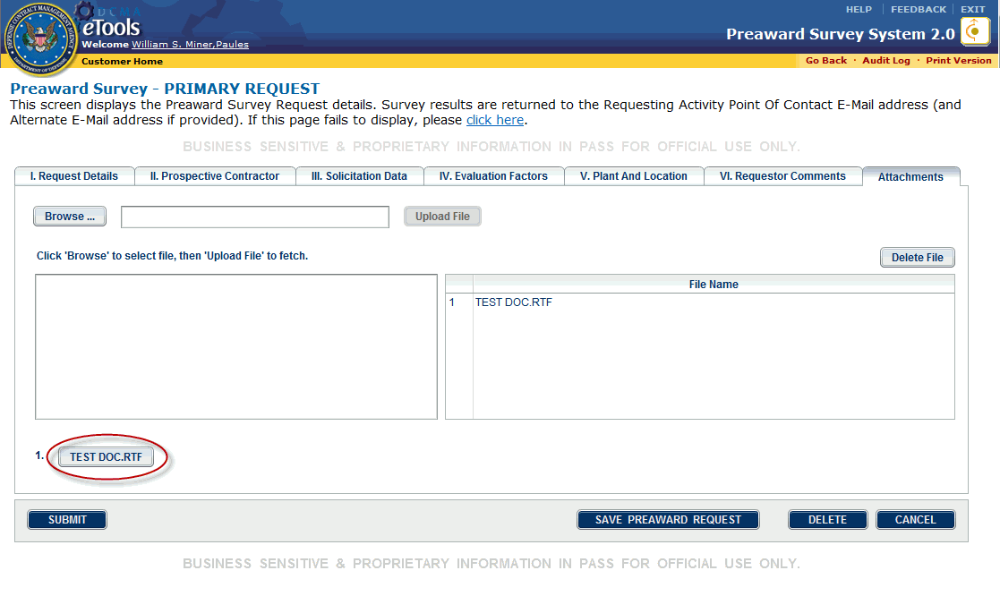 HELP FEEDBACK EXIT
DCMA
eTools
Preaward Survey System 2.0
Welcome William S. Miner,Paules
Customer Home
Go Back · Audit Log · Print Version
Preaward Survey - PRIMARY REQUEST
This screen displays the Preaward Survey Request details. Survey results are returned to the Requesting Activity Point Of Contact E-Mail address (and
Alternate E-Mail address if provided). If this page fails to display, please click here.
BUSINESS SENSITIVE & PROPRIETARY INFORMATION IN PASS FOR OFFICIAL USE ONLY.
I. Request Details II. Prospective Contractor III. Solicitation Data IV. Evaluation Factors V. Plant And Location VI. Requestor Comments Attachments
Browse ... Upload File
Click 'Browse' to select file, then 'Upload File' to fetch. Delete File
File Name
1 TEST DOC.RTF
1. TEST DOC.RTF
SUBMIT SAVE PREAWARD REQUEST DELETE CANCEL
BUSINESS SENSITIVE & PROPRIETARY INFORMATION IN PASS FOR OFFICIAL USE ONLY.